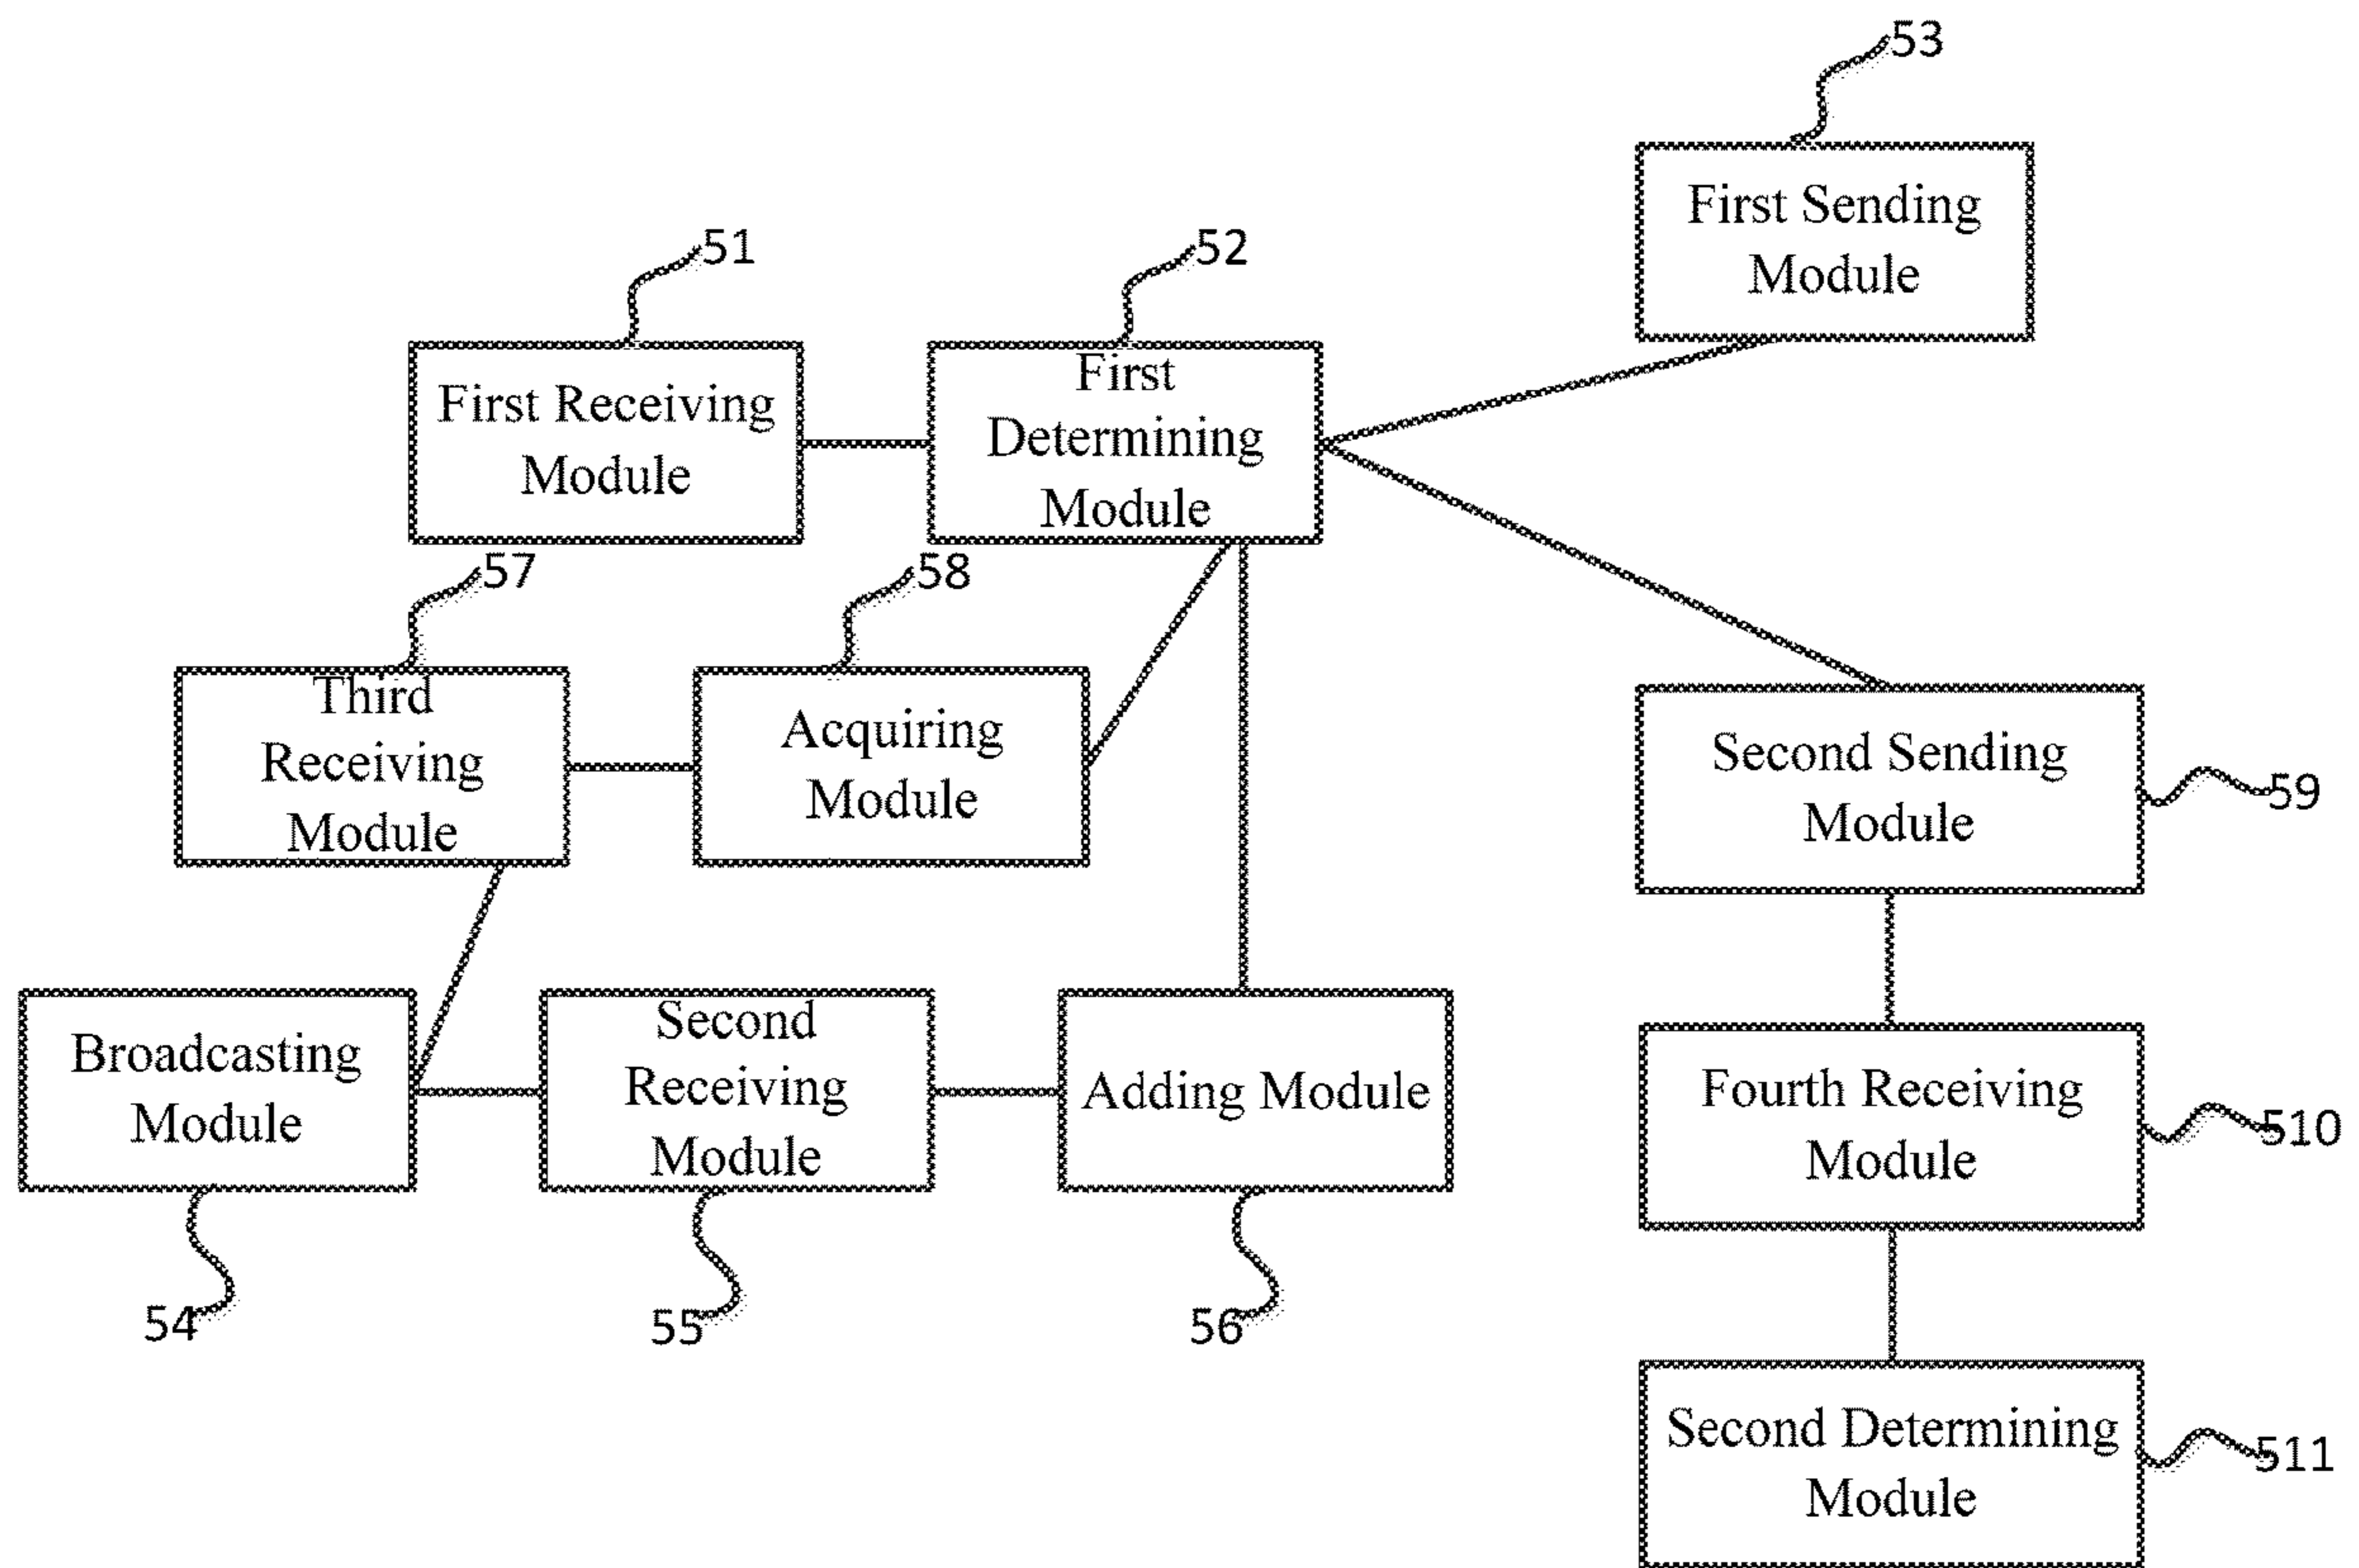 53
First Sending
Module
51
52
First Receiving
Module
First
Determining
Module
57
58
Third
Receiving
Module
Acquiring
Module
Second Sending
Module
59
Broadcasting
Module
Second
Receiving
Module
Adding Module
Fourth Receiving
Module
510
54
55
56
Second Determining
Module
511